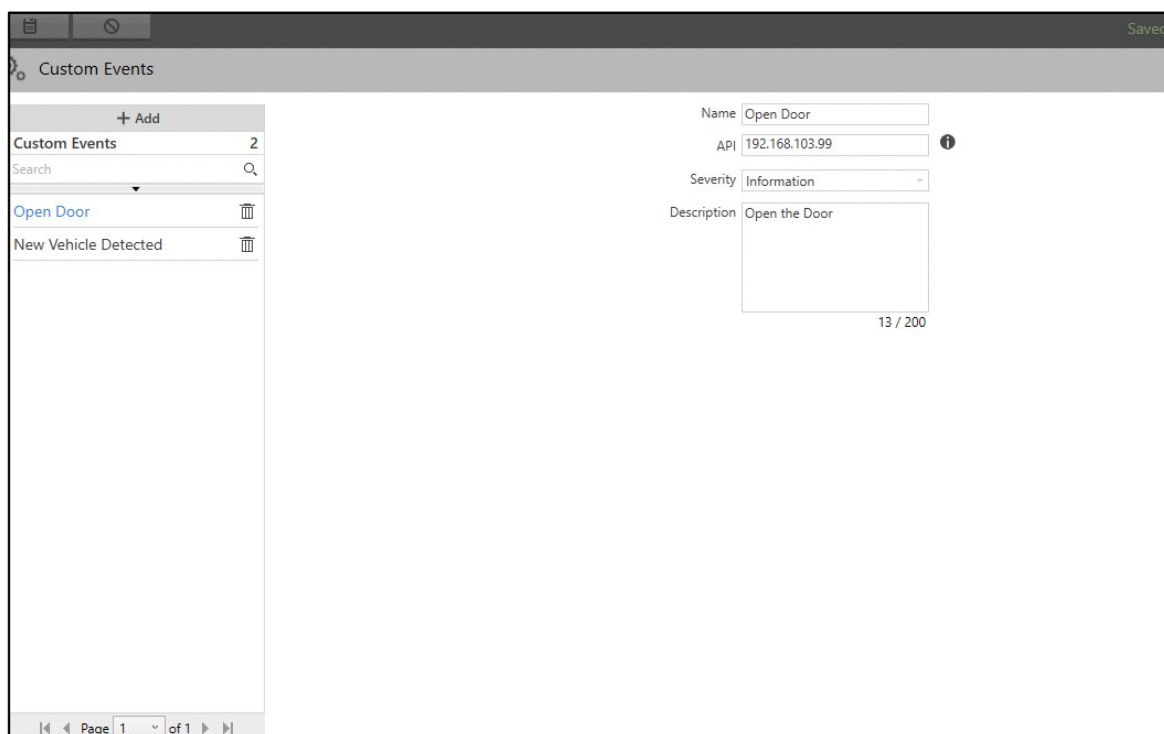 Saved
Custom Events
+ Add
Custom Events 2
Search
Open Door
New Vehicle Detected
Page 1 of 1
Name Open Door
API 192.168.103.99
Severity Information
Description Open the Door
13 / 200